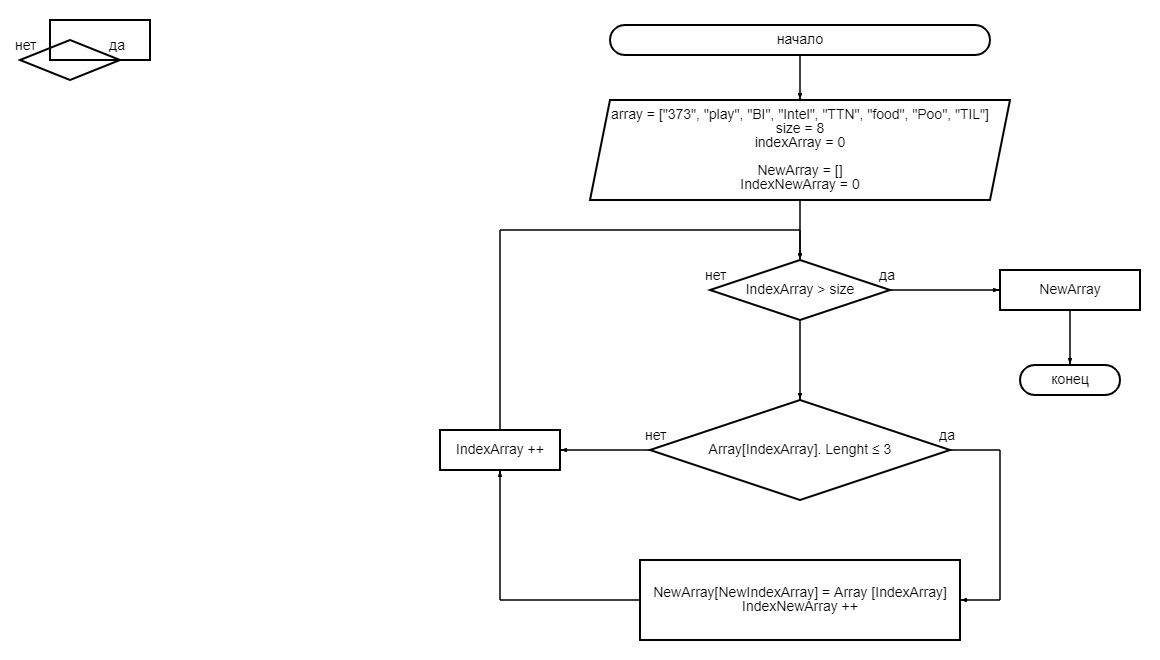 нет
да
начало
array = ["373", "play", "BI", "Intel", "TTN", "food", "Poo", "TIL"]
size = 8
indexArray = 0
NewArray = []
IndexNewArray = 0
нет
да
IndexArray > size
NewArray
конец
нет
да
IndexArray ++
Array[IndexArray]. Lenght ≤ 3
NewArray[NewIndexArray] = Array [IndexArray]
IndexNewArray ++